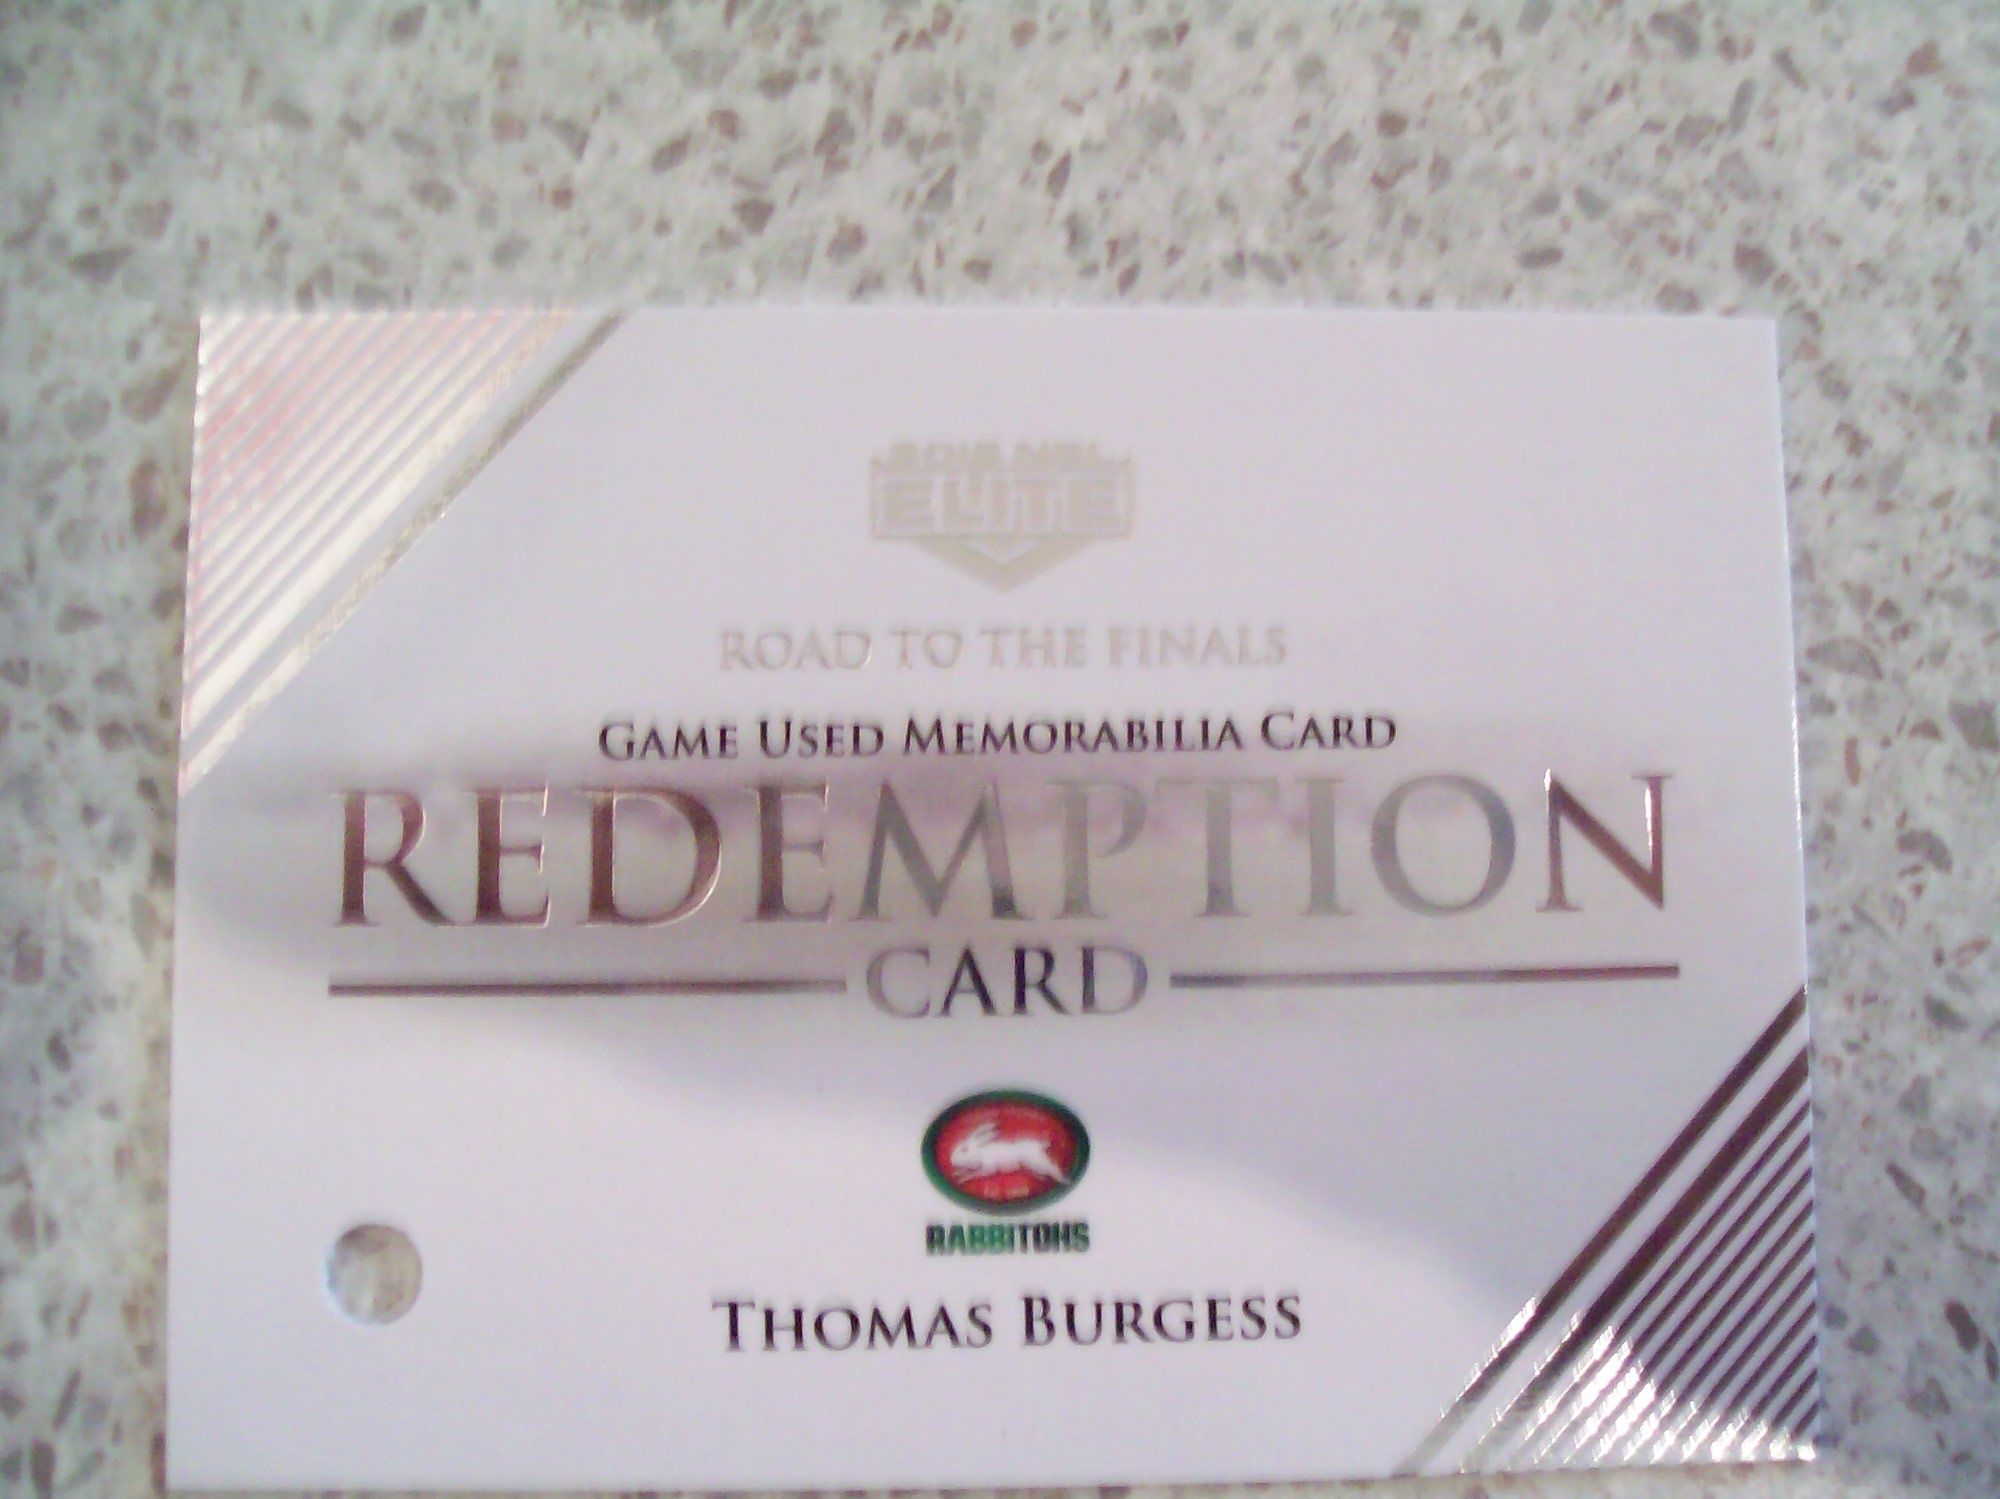 ELITE
ROAD TO THE FINALS
GAME USED MEMORABILIA CARD
REDEMPTION
CARD
RABBITOHS
THOMAS BURGESS